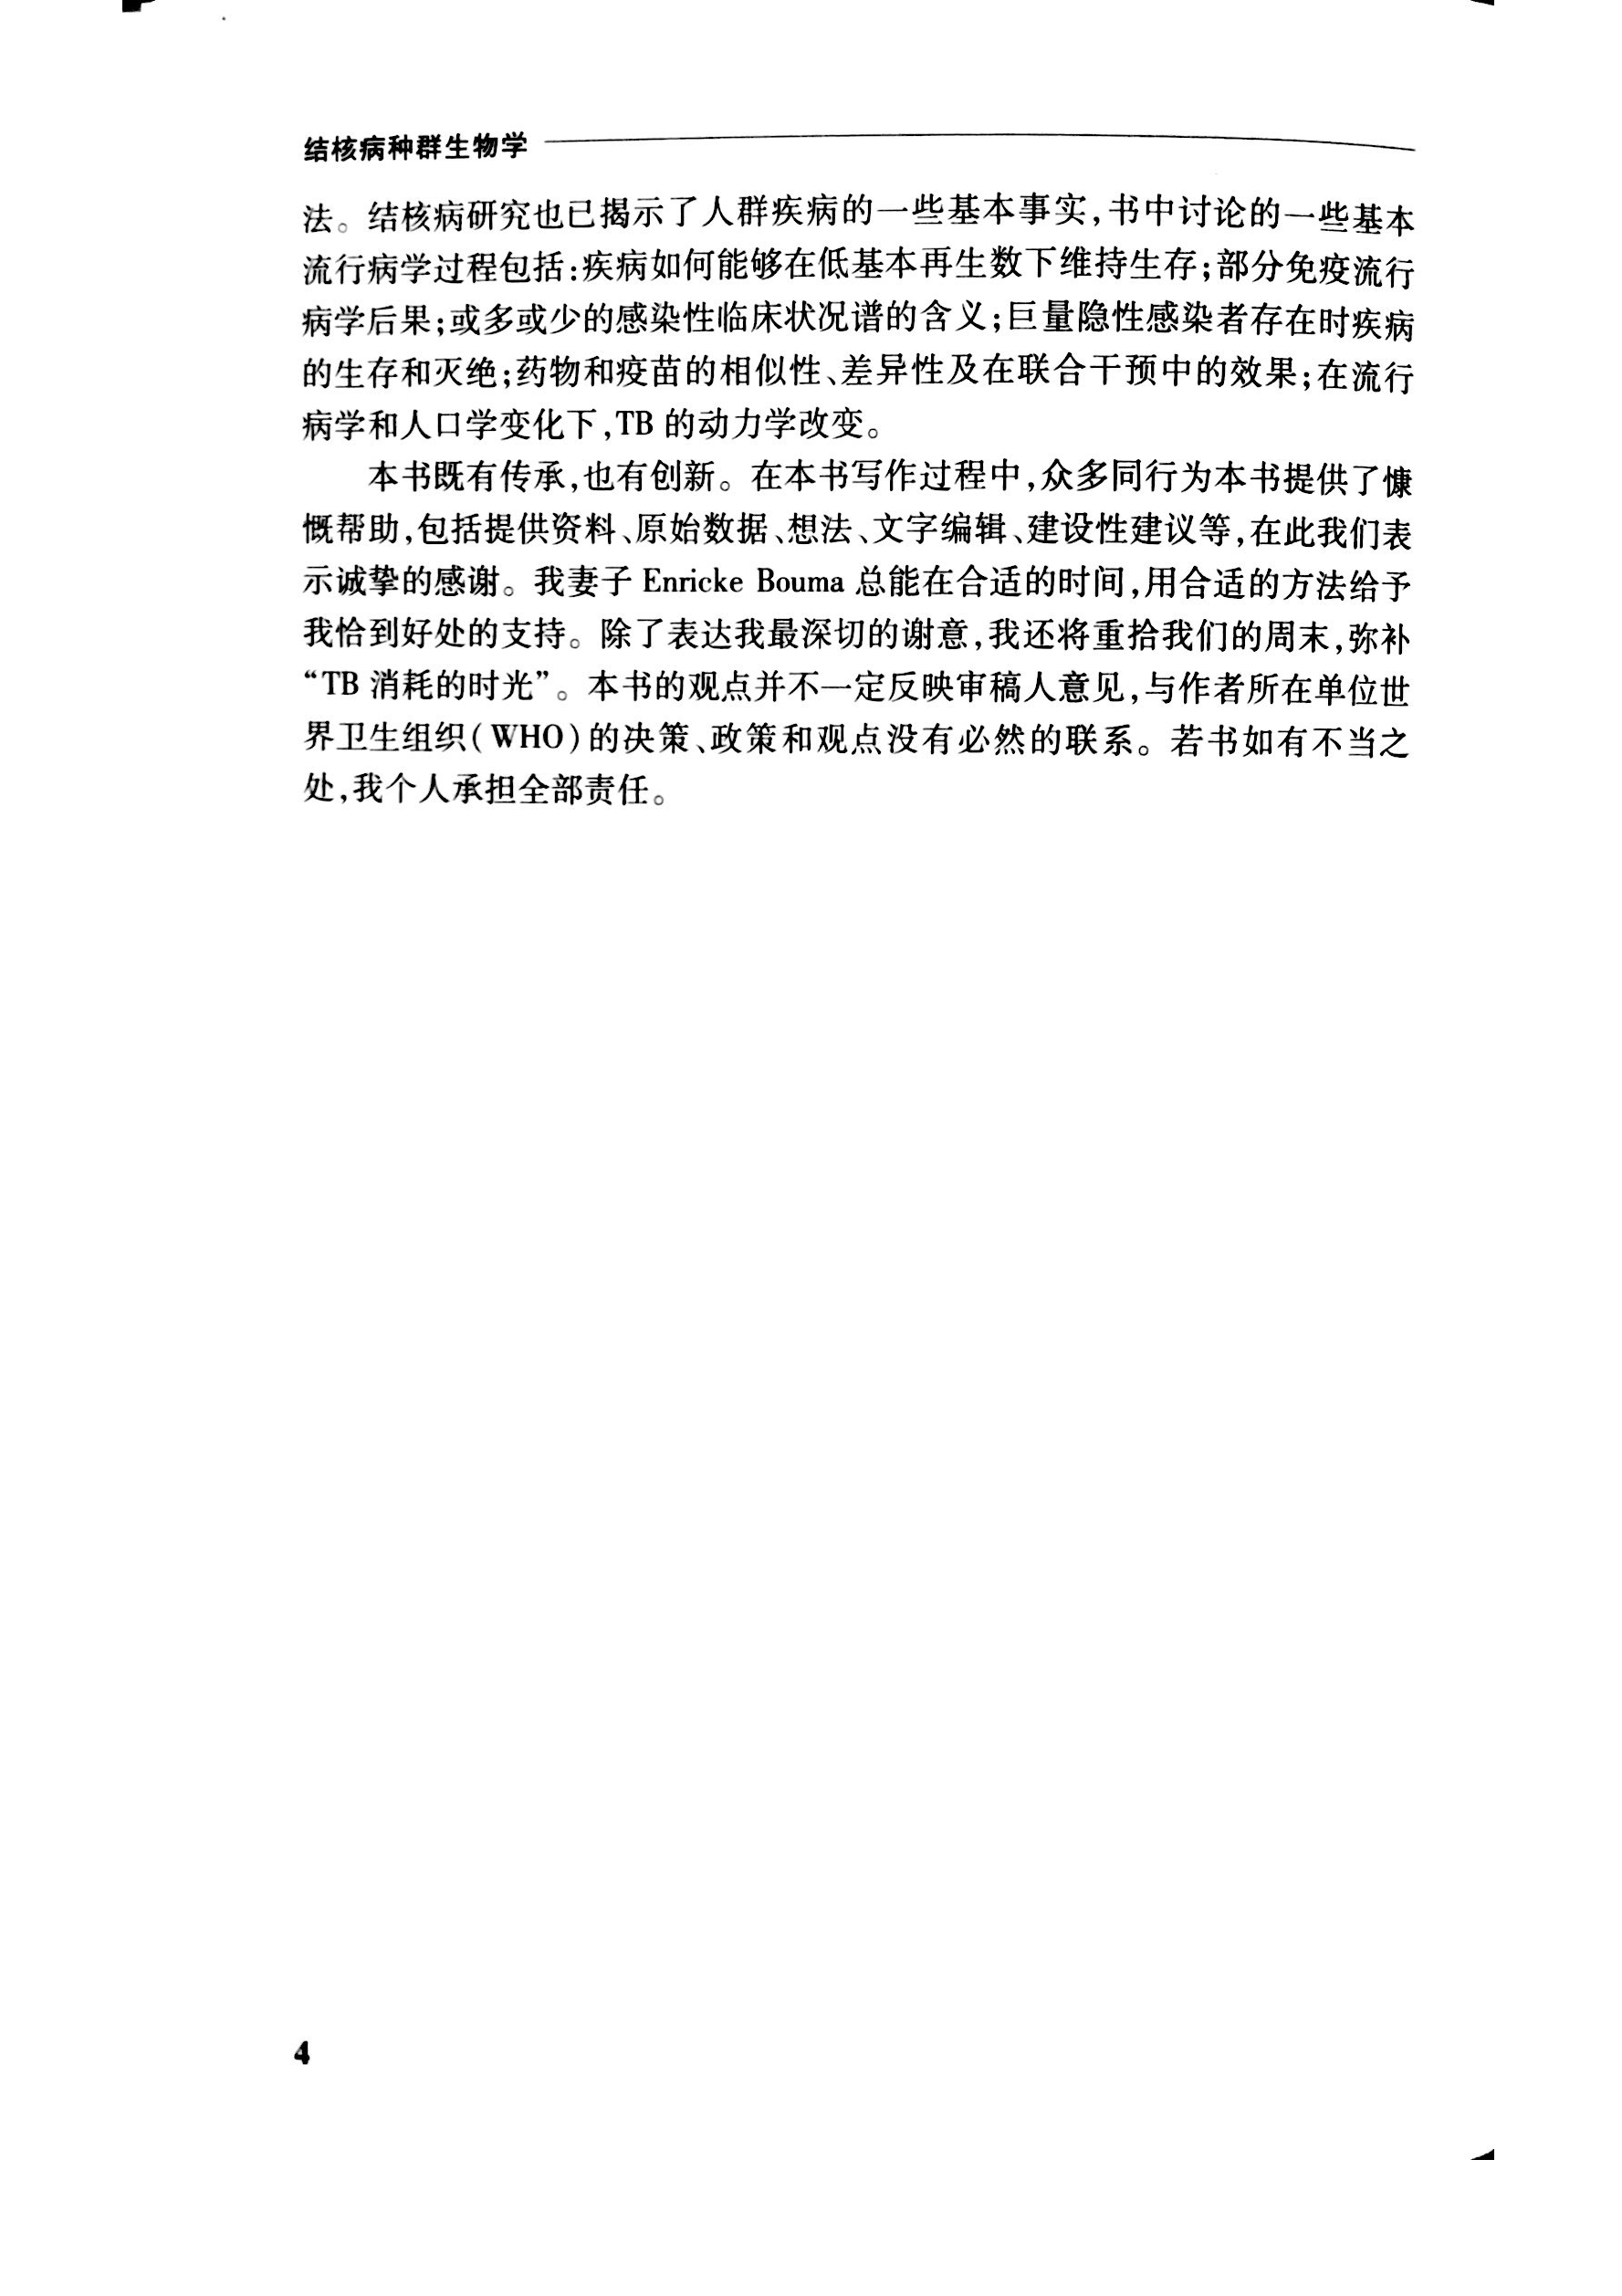 结核病种群生物学
法。结核病研究也已揭示了人群疾病的一些基本事实,书中讨论的一些基本
流行病学过程包括:疾病如何能够在低基本再生数下维持生存;部分免疫流行
病学后果;或多或少的感染性临床状况谱的含义;巨量隐性感染者存在时疾病
的生存和灭绝;药物和疫苗的相似性、差异性及在联合干预中的效果;在流行
病学和人口学变化下,TB 的动力学改变。
本书既有传承,也有创新。在本书写作过程中,众多同行为本书提供了慷
慨帮助,包括提供资料、原始数据、想法、文字编辑、建设性建议等,在此我们表
示诚挚的感谢。我妻子 Enricke Bouma 总能在合适的时间,用合适的方法给予
我恰到好处的支持。除了表达我最深切的谢意,我还将重拾我们的周末,弥补
“TB 消耗的时光”。本书的观点并不一定反映审稿人意见,与作者所在单位世
界卫生组织(WHO)的决策、政策和观点没有必然的联系。若书如有不当之
处,我个人承担全部责任。
4